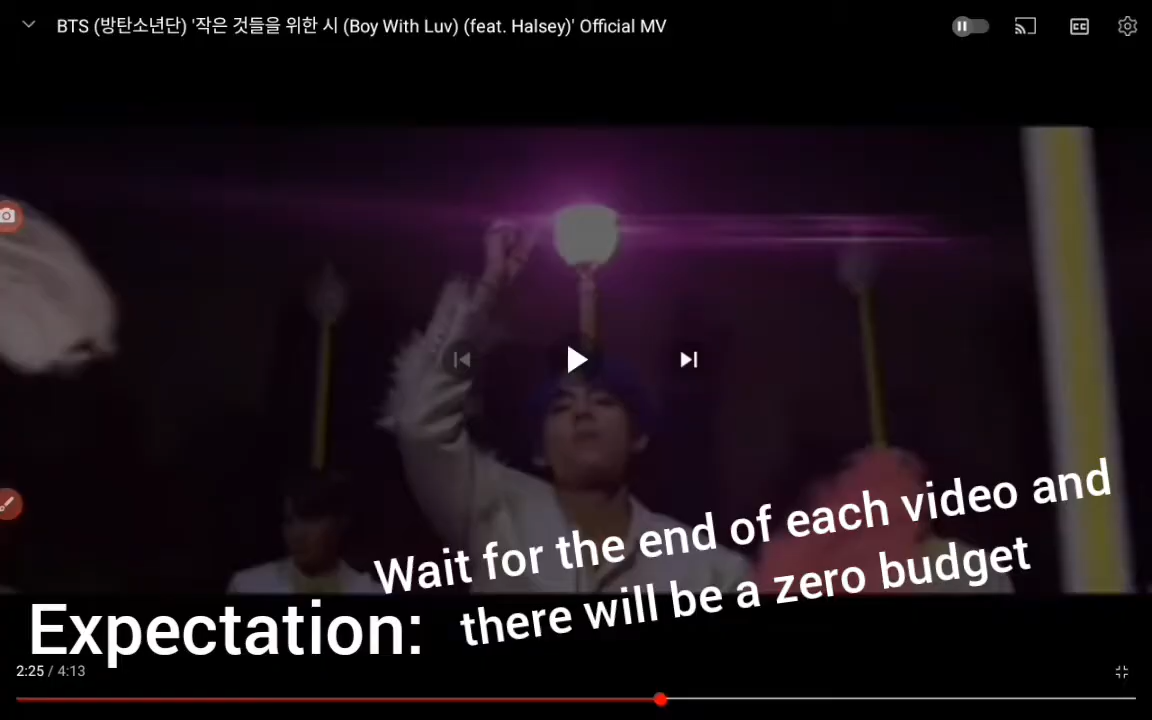 BTS (방탄소년단) '작은 것들을 위한 시 (Boy With Luv) (feat. Halsey)' Official MV
CC
Wait for the end of each video and
there will be a zero budget
Expectation:
2:25 / 4:13